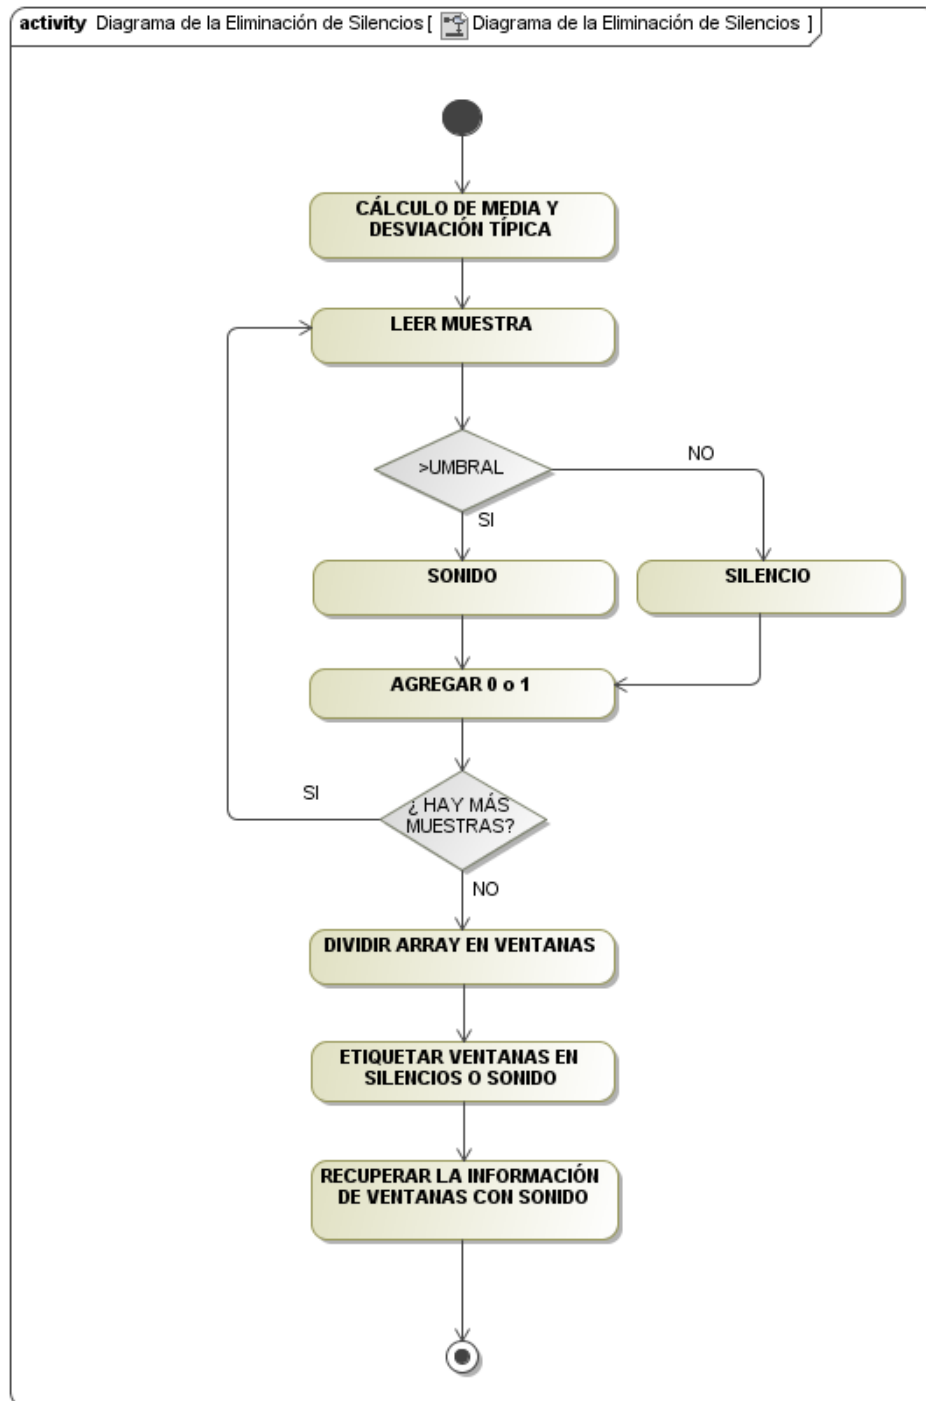 activity Diagrama de la Eliminación de Silencios [ Diagrama de la Eliminación de Silencios ]
CÁLCULO DE MEDIA Y
DESVIACIÓN TÍPICA
LEER MUESTRA
>UMBRAL
NO
SI
SONIDO
SILENCIO
AGREGAR 0 o 1
SI
¿ HAY MÁS
MUESTRAS?
NO
DIVIDIR ARRAY EN VENTANAS
ETIQUETAR VENTANAS EN
SILENCIOS O SONIDO
RECUPERAR LA INFORMACIÓN
DE VENTANAS CON SONIDO